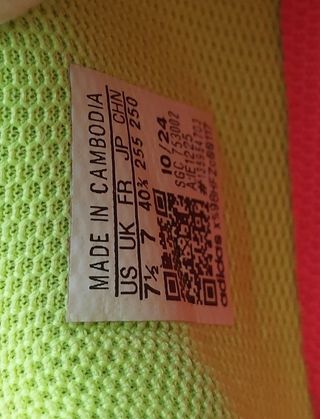 MADE IN CAMBODIA
US UK FR JP CHN
7½ 7 40⅔ 255 250
10/24
SGC 753002
adidas